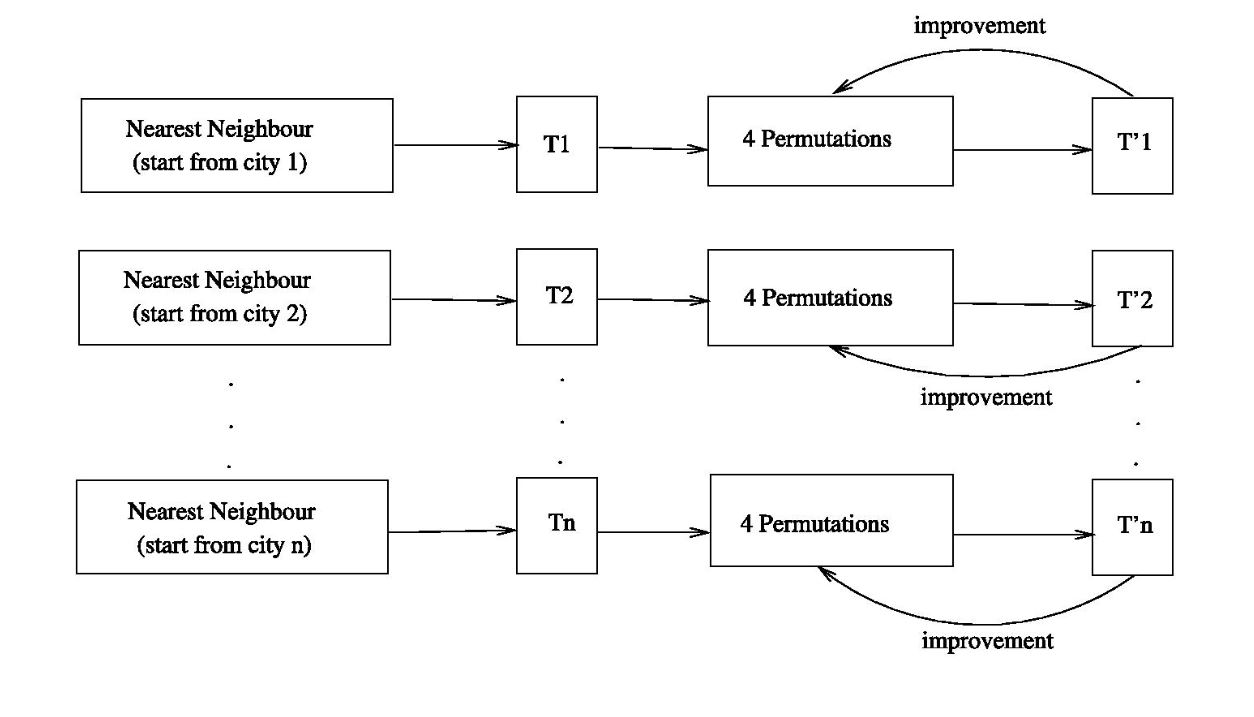 improvement
Nearest Neighbour
(start from city 1)
T1
4 Permutations
T’1
Nearest Neighbour
(start from city 2)
T2
4 Permutations
T’2
improvement
Nearest Neighbour
(start from city n)
Tn
4 Permutations
T’n
improvement